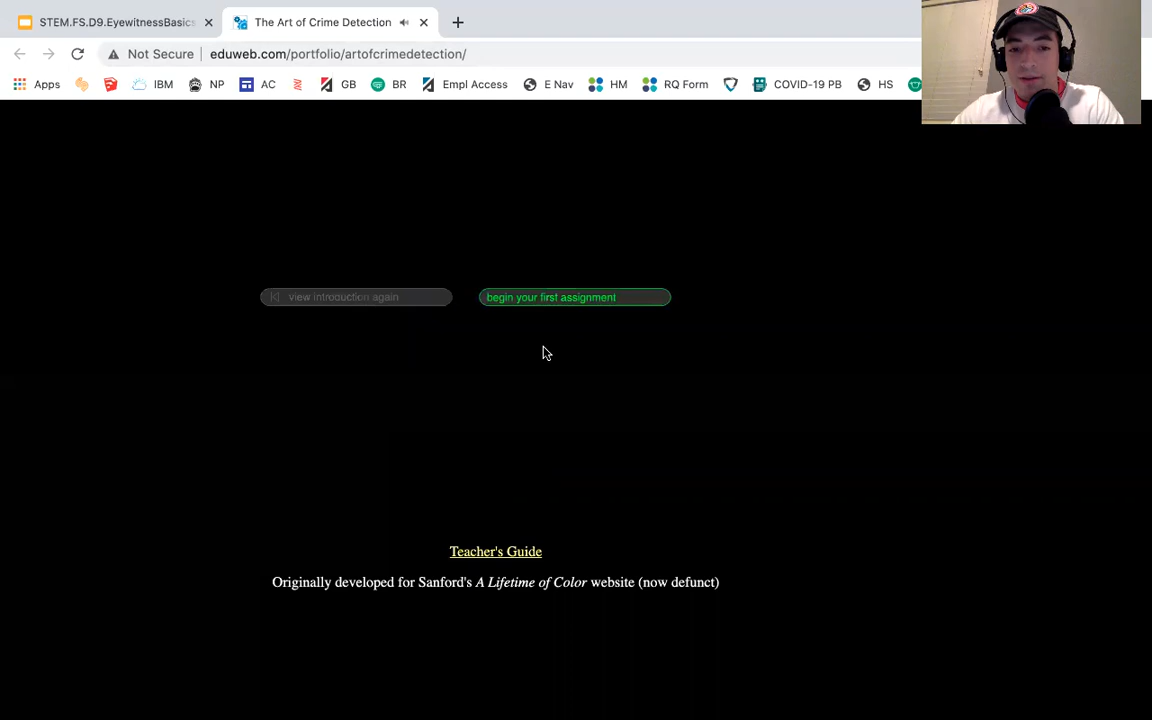 STEM.FS.D9.EyewitnessBasics
The Art of Crime Detection
Not Secure
eduweb.com/portfolio/artofcrimedetection/
Apps IBM NP AC GB BR Empl Access E Nav HM RQ Form COVID-19 PB HS
view introduction again
begin your first assignment
Teacher's Guide
Originally developed for Sanford's A Lifetime of Color website (now defunct)